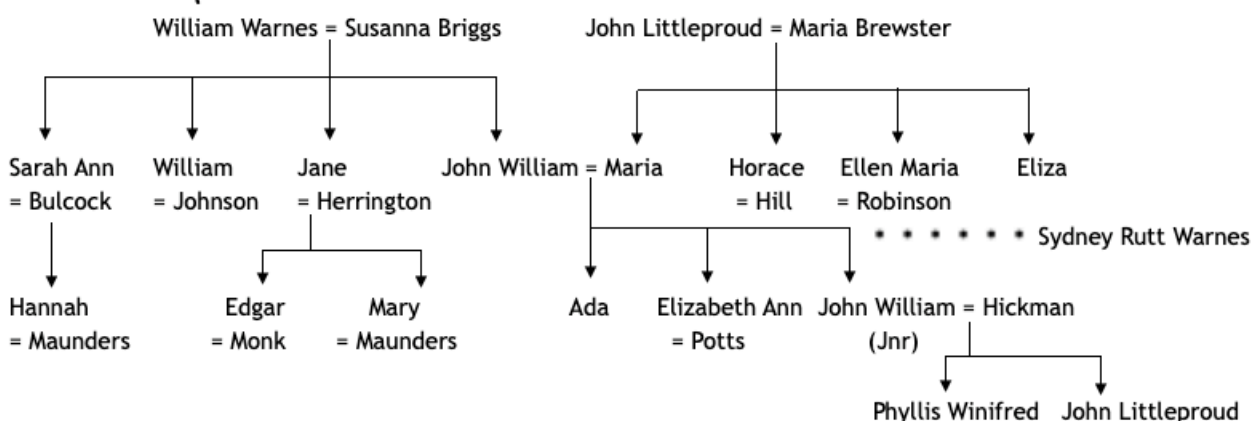 William Warnes = Susanna Briggs John Littleproud = Maria Brewster
Sarah Ann William Jane John William = Maria Horace Ellen Maria Eliza
= Bulcock = Johnson = Herrington = Hill = Robinson
* * * * * * Sydney Rutt Warnes
Hannah Edgar Mary Ada Elizabeth Ann John William = Hickman
= Maunders = Monk = Maunders = Potts (Jnr)
Phyllis Winifred John Littleproud